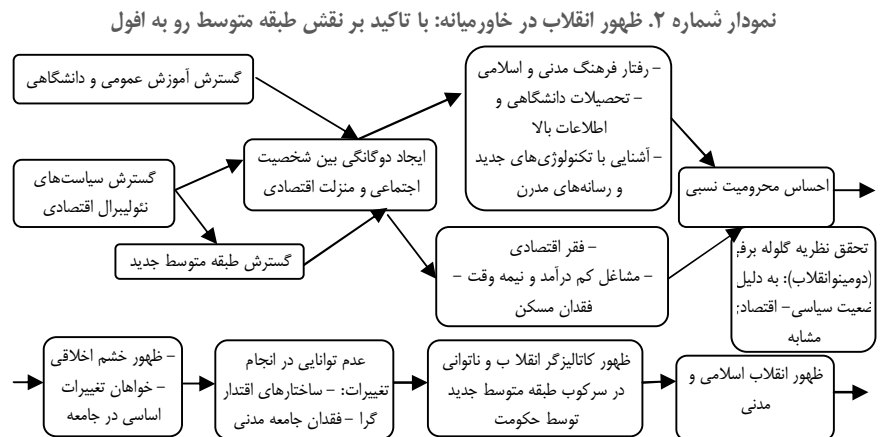 نمودار شماره ۲. ظهور انقلاب در خاورمیانه: با تاکید بر نقش طبقه متوسط رو به افول
گسترش آموزش عمومی و دانشگاهی
گسترش سیاست‌های
نئولیبرال اقتصادی
گسترش طبقه متوسط جدید
ایجاد دوگانگی بین شخصیت
اجتماعی و منزلت اقتصادی
– رفتار فرهنگ مدنی و اسلامی
– تحصیلات دانشگاهی و
اطلاعات بالا
– آشنایی با تکنولوژی‌های جدید
و رسانه‌های مدرن
– فقر اقتصادی
– مشاغل کم درآمد و نیمه وقت –
فقدان مسکن
احساس محرومیت نسبی
تحقق نظریه گلوله برفی
(دومینوانقلاب): به دلیل
ضعیت سیاسی– اقتصادی
مشابه
– ظهور خشم اخلاقی
– خواهان تغییرات
اساسی در جامعه
عدم توانایی در انجام
تغییرات: – ساختارهای اقتدار
گرا – فقدان جامعه مدنی
ظهور کاتالیزگر انقلا ب و ناتوانی
در سرکوب طبقه متوسط جدید
توسط حکومت
ظهور انقلاب اسلامی و
مدنی